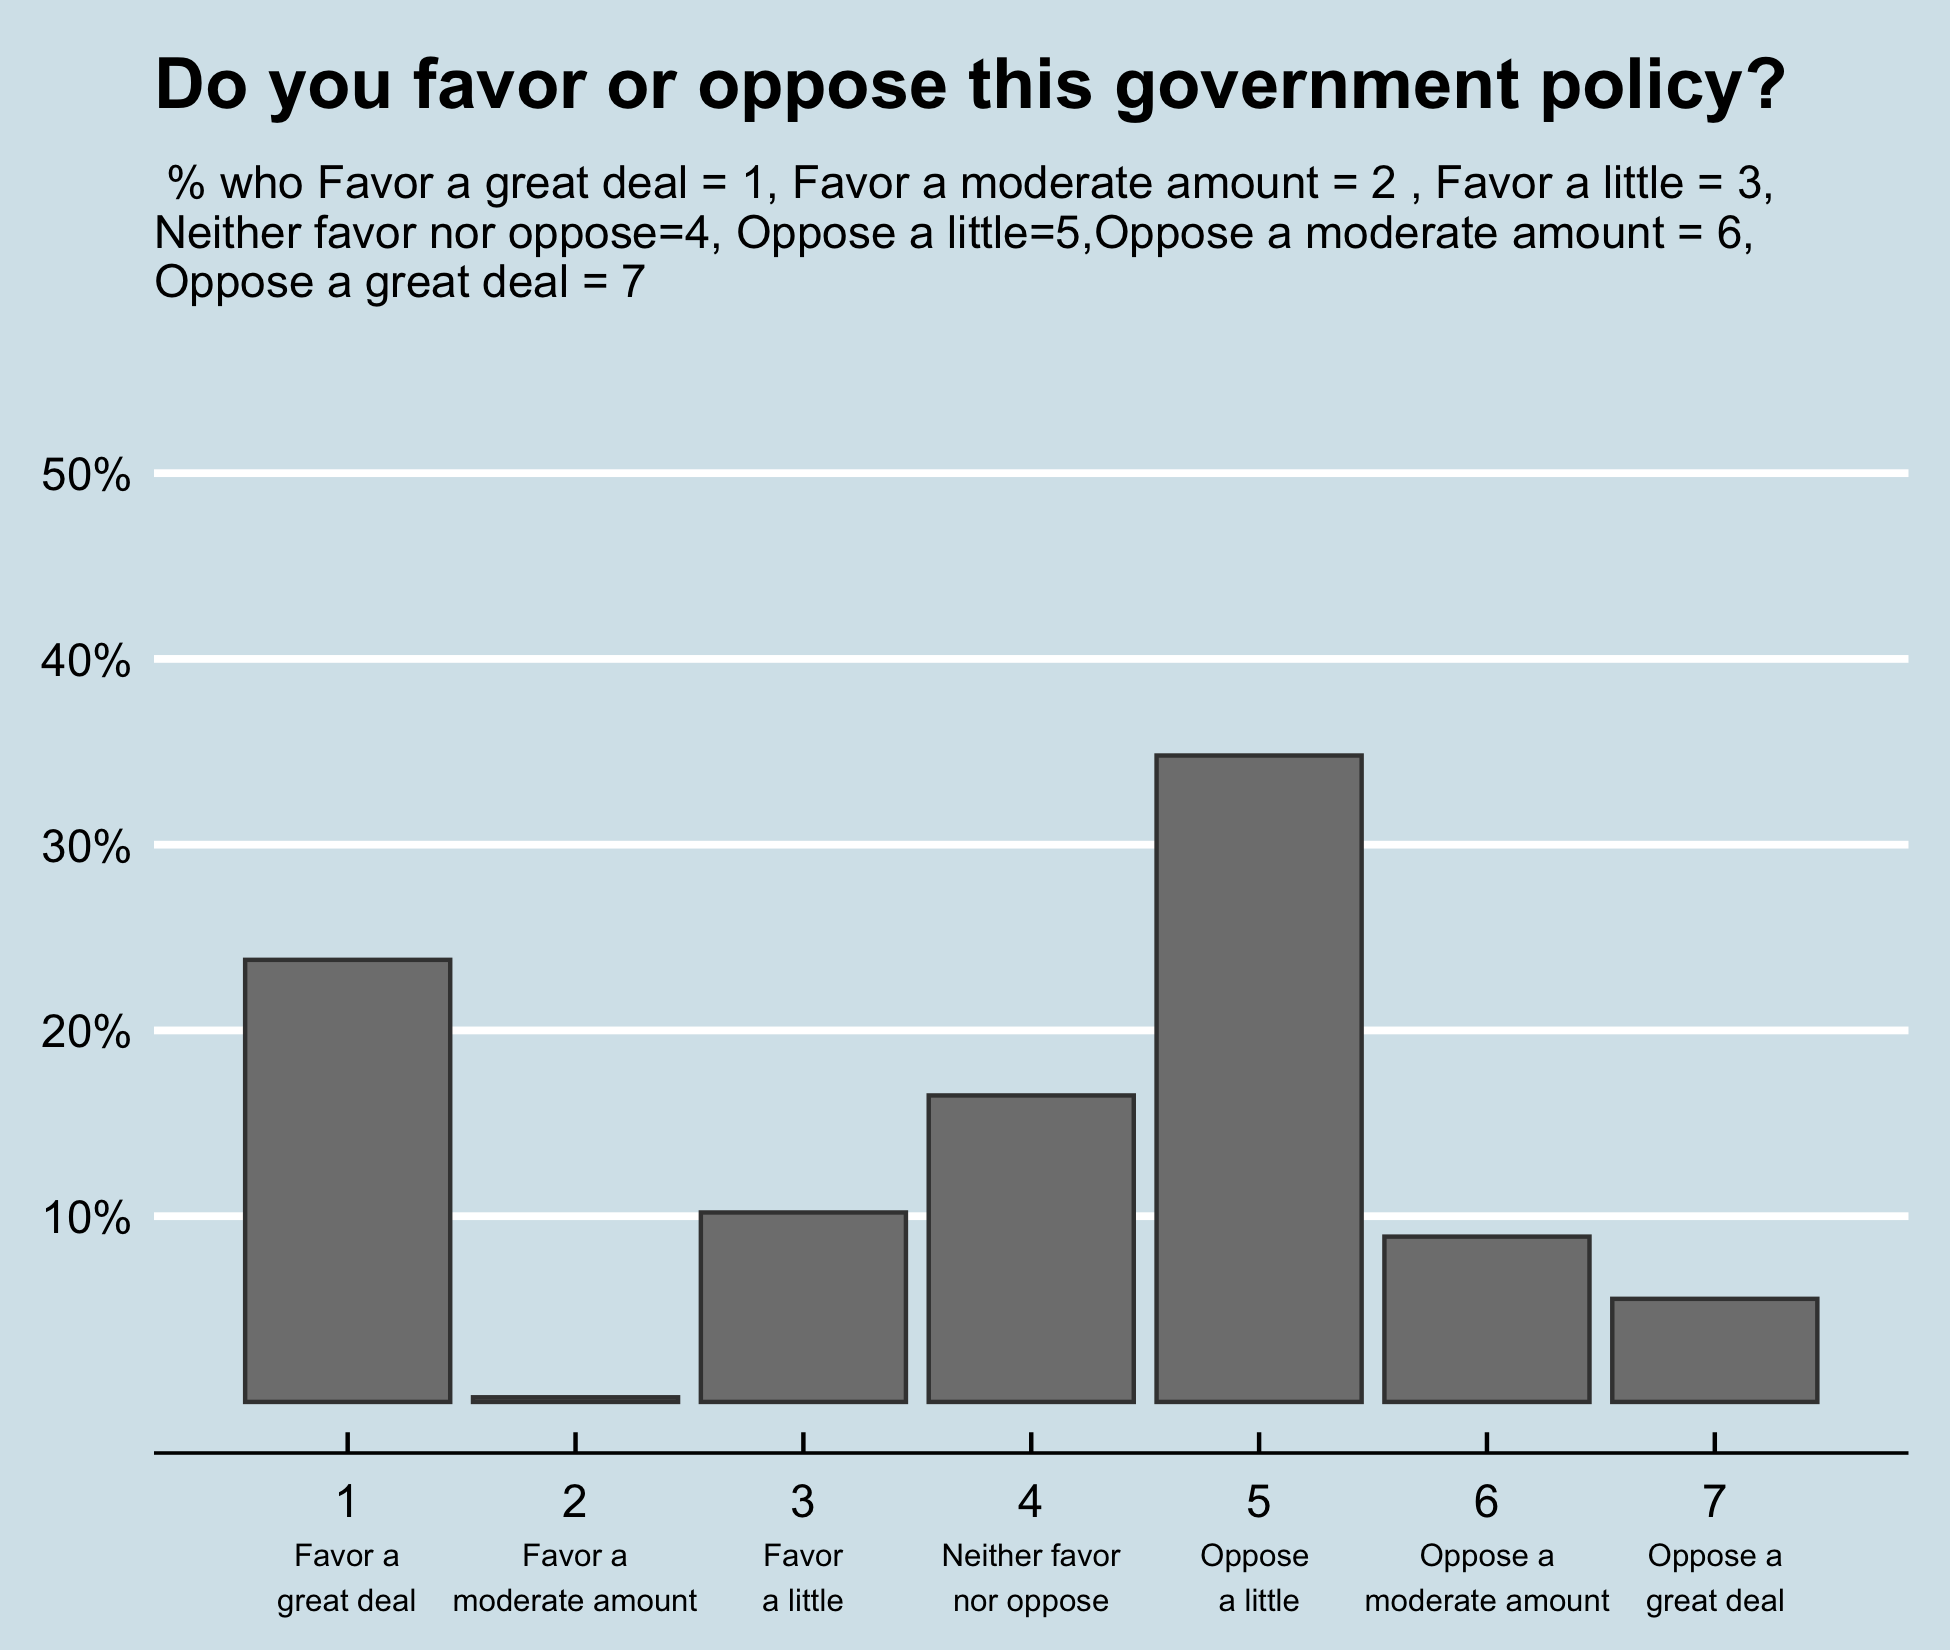 Do you favor or oppose this government policy?
% who Favor a great deal = 1, Favor a moderate amount = 2 , Favor a little = 3,
Neither favor nor oppose=4, Oppose a little=5,Oppose a moderate amount = 6,
Oppose a great deal = 7
50%
40%
30%
20%
10%
1 2 3 4 5 6 7
Favor a Favor a Favor Neither favor Oppose Oppose a Oppose a
great deal moderate amount a little nor oppose a little moderate amount great deal